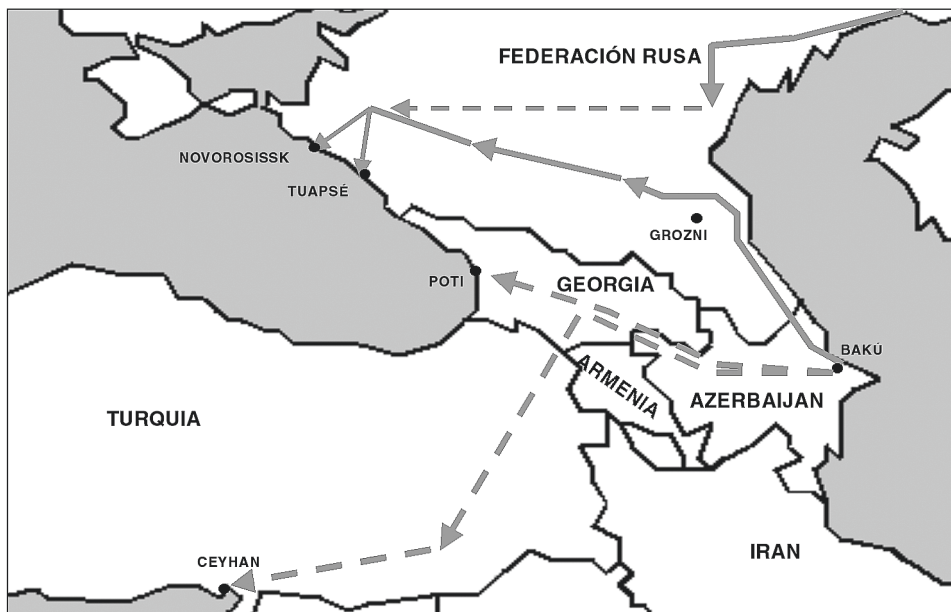 FEDERACIÓN RUSA
NOVOROSISSK
TUAPSÉ
GROZNI
POTI
GEORGIA
BAKÚ
ARMENIA
AZERBAIJAN
TURQUIA
IRAN
CEYHAN